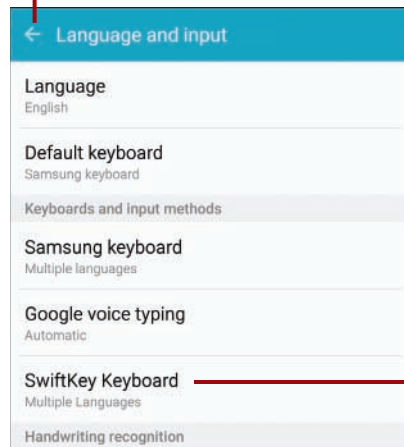 Language and input
Language
English
Default keyboard
Samsung keyboard
Keyboards and input methods
Samsung keyboard
Multiple languages
Google voice typing
Automatic
SwiftKey Keyboard
Multiple Languages
Handwriting recognition